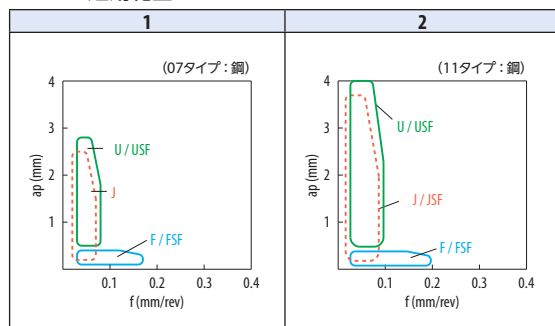 1
2
(07タイプ：鋼)
4
3
2
1
ap (mm)
U / USF
J
F / FSF
0.1
0.2
0.3
0.4
f (mm/rev)
(11タイプ：鋼)
4
3
2
1
ap (mm)
U / USF
J / JSF
F / FSF
0.1
0.2
0.3
0.4
f (mm/rev)